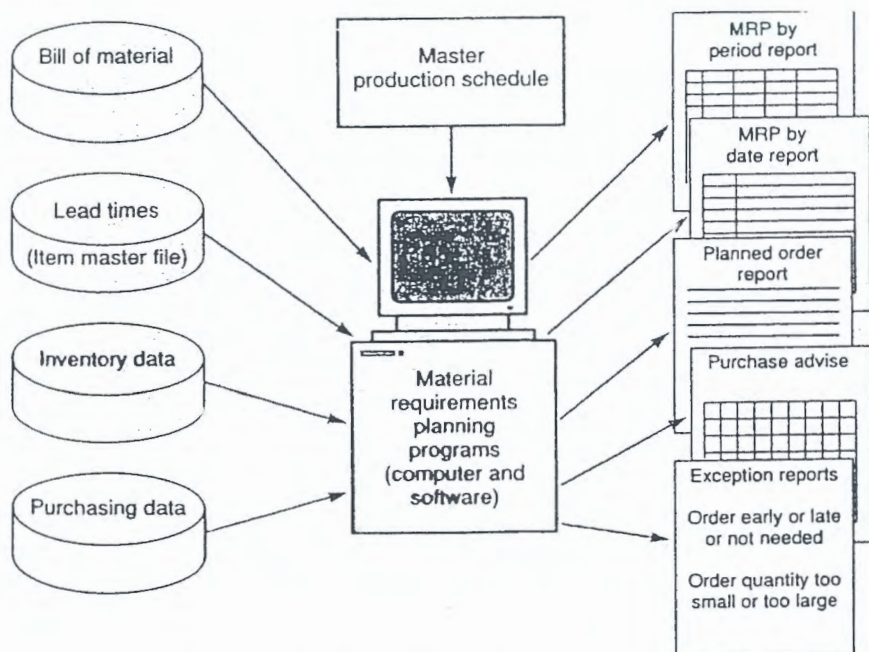 Bill of material
Lead times
(Item master file)
Inventory data
Purchasing data
Master
production schedule
Material
requirements
planning
programs
(computer and
software)
MRP by
period report
MRP by
date report
Planned order
report
Purchase advise
Exception reports
Order early or late
or not needed
Order quantity too
small or too large